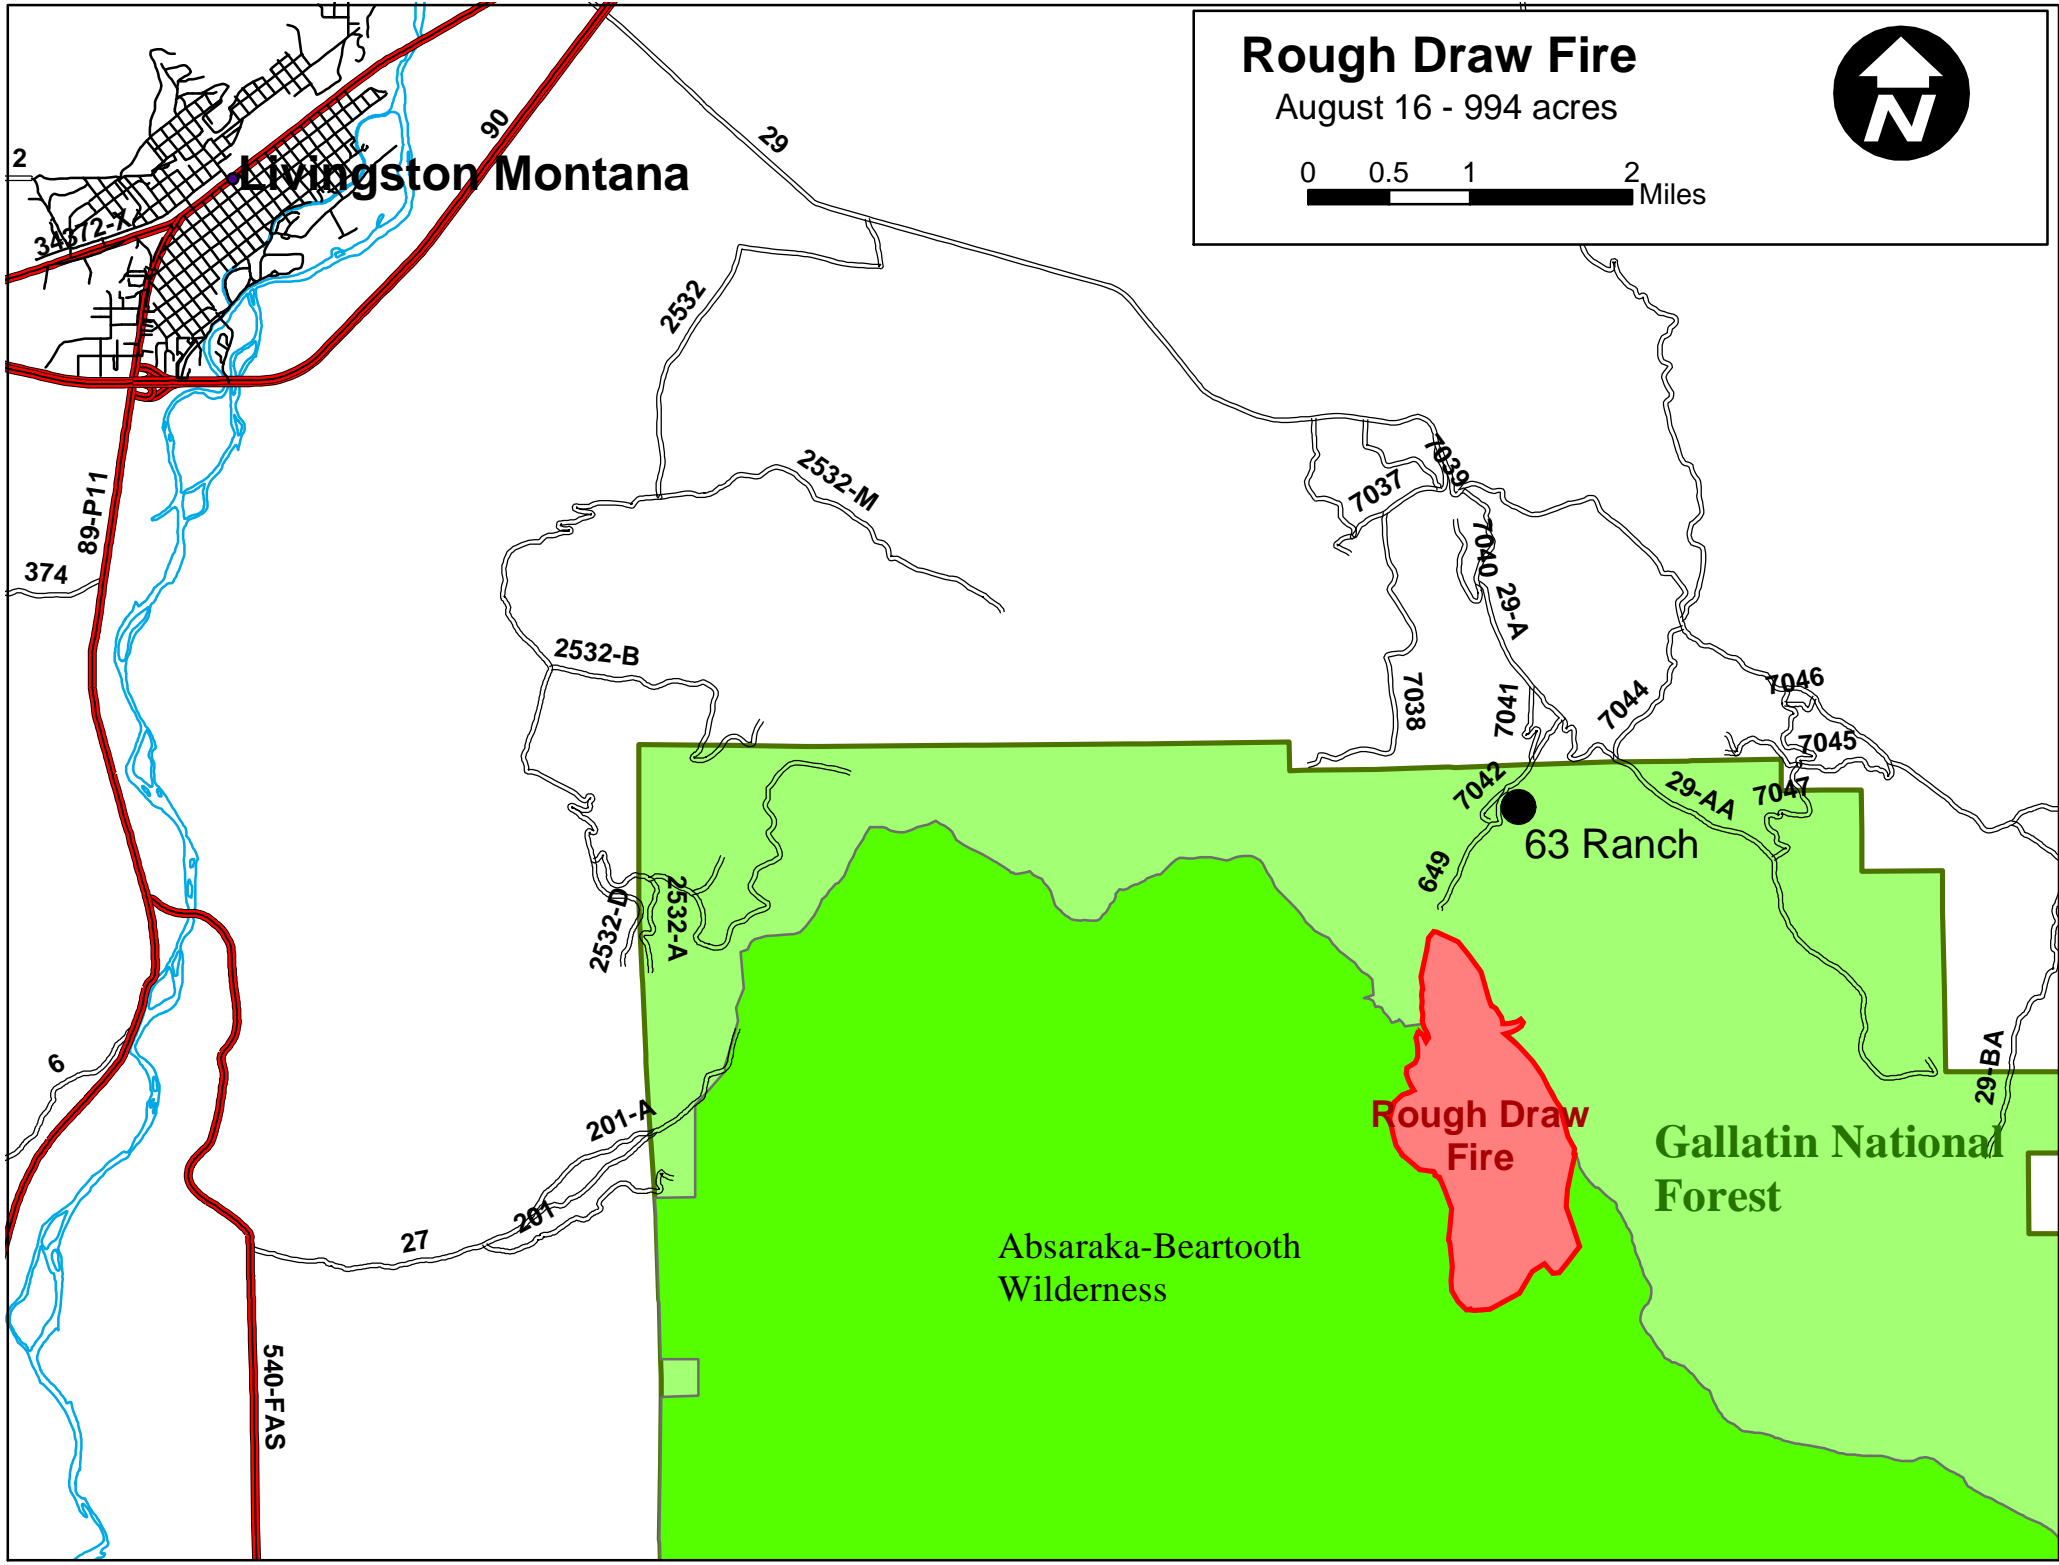 Rough Draw Fire
August 16 - 994 acres
N
0 0.5 1 2
Miles
90
29
2
Livingston Montana
34372-X
2532
7039
2532-M
7037
89-P11
7040
374
29-A
2532-B
7046
7038
7041
7044
7045
7042
29-AA
7047
63 Ranch
649
2532-D
2532-A
6
29-BA
201-A
Rough Draw
Fire
Gallatin National
Forest
201
27
Absaraka-Beartooth
Wilderness
540-FAS